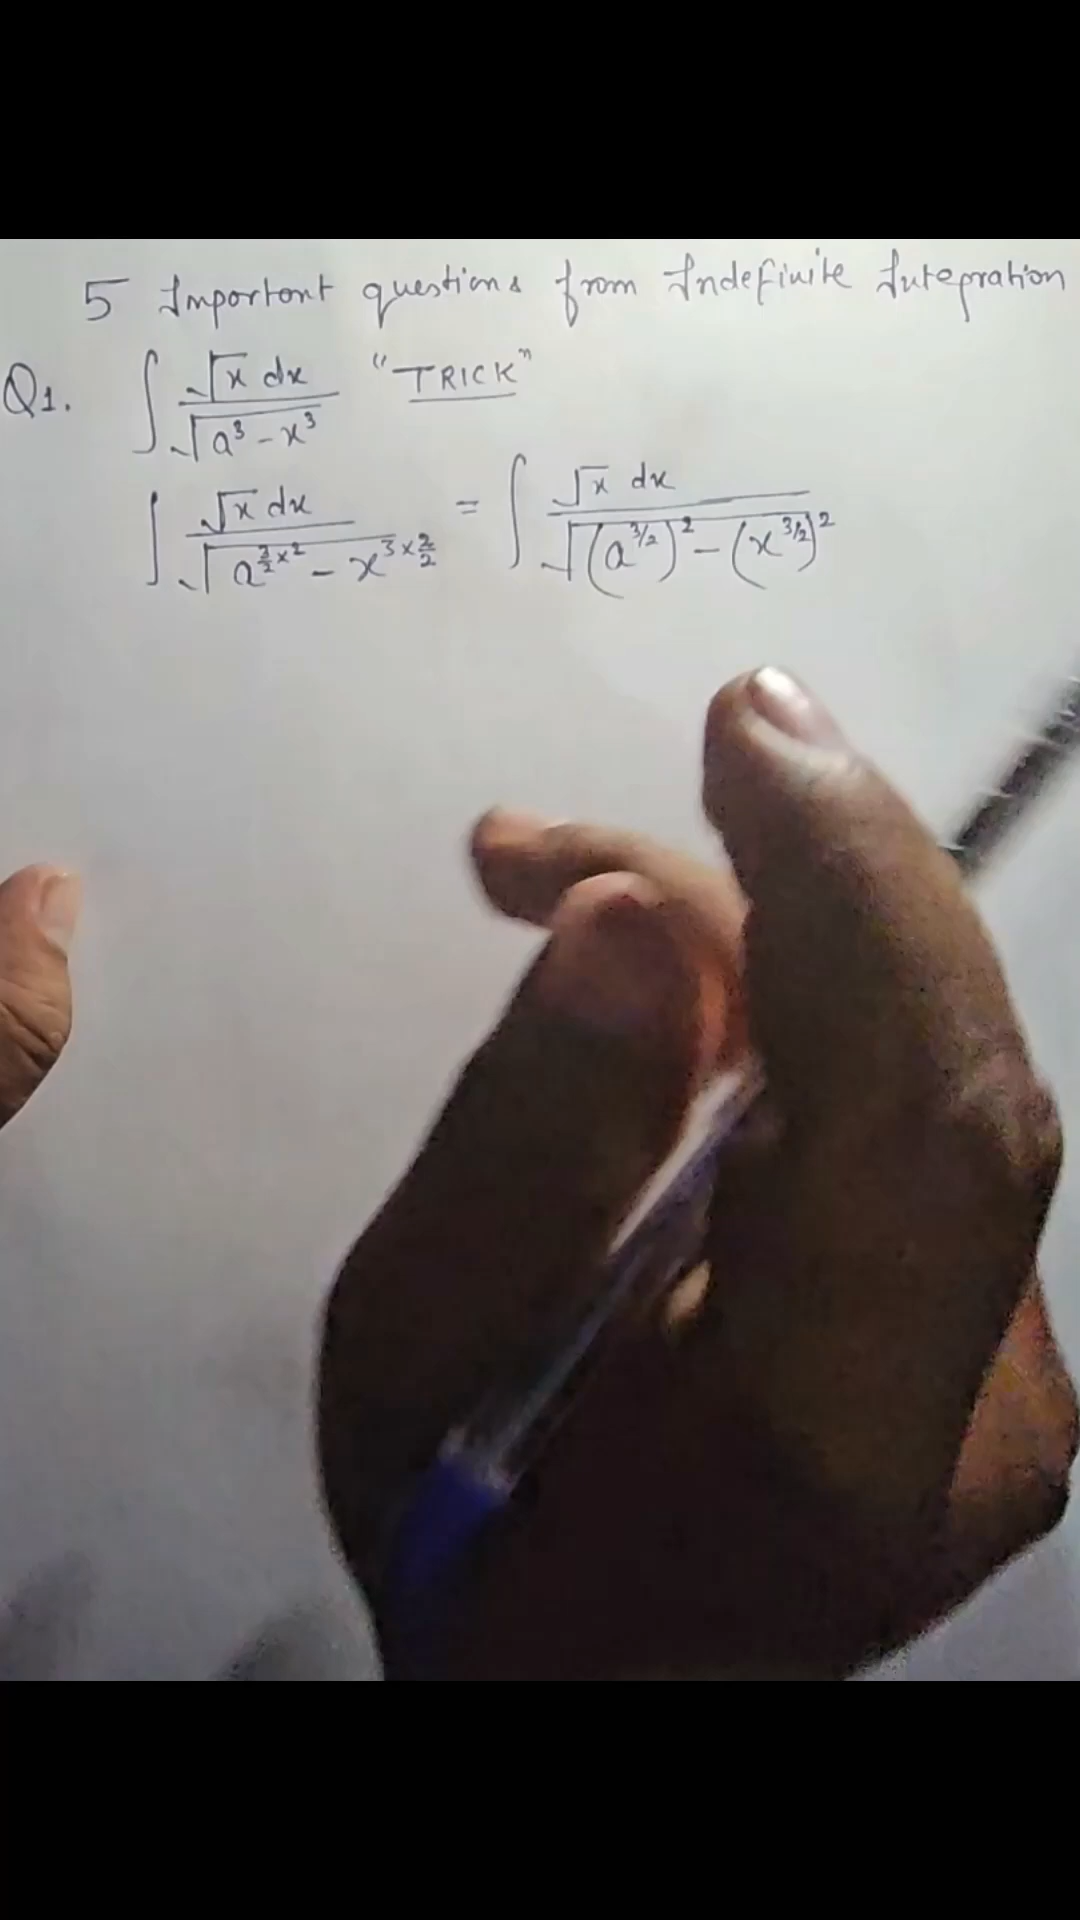 5 Important questions from Indefinite Integration
Q1. ∫ √x dx / √(a³ - x³) "TRICK"
∫ √x dx / √(a^(3/2 × 2) - x^(3 × 2/2)) = ∫ √x dx / √((a^(3/2))² - (x^(3/2))²)